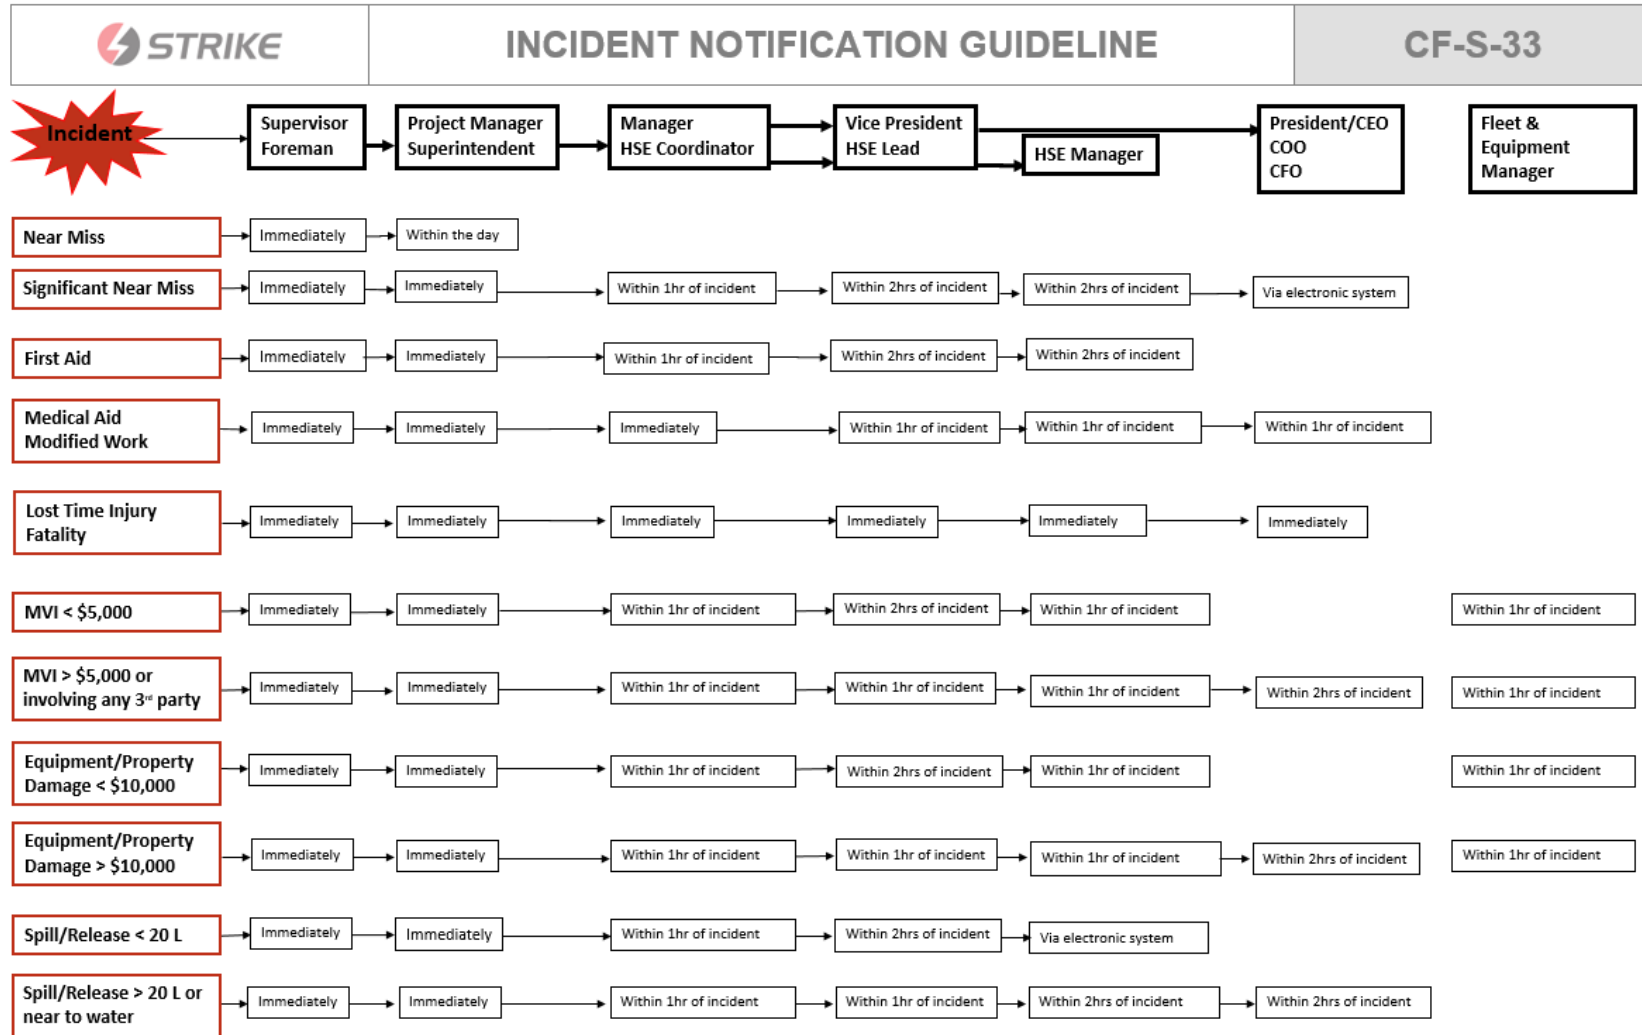 STRIKE
INCIDENT NOTIFICATION GUIDELINE
CF-S-33
Incident
Supervisor
Foreman
Project Manager
Superintendent
Manager
HSE Coordinator
Vice President
HSE Lead
HSE Manager
President/CEO
COO
CFO
Fleet &
Equipment
Manager
Near Miss
Immediately
Within the day
Significant Near Miss
Immediately
Immediately
Within 1hr of incident
Within 2hrs of incident
Within 2hrs of incident
Via electronic system
First Aid
Immediately
Immediately
Within 1hr of incident
Within 2hrs of incident
Within 2hrs of incident
Medical Aid
Modified Work
Immediately
Immediately
Immediately
Within 1hr of incident
Within 1hr of incident
Within 1hr of incident
Lost Time Injury
Fatality
Immediately
Immediately
Immediately
Immediately
Immediately
Immediately
MVI < $5,000
Immediately
Immediately
Within 1hr of incident
Within 2hrs of incident
Within 1hr of incident
Within 1hr of incident
MVI > $5,000 or
involving any 3rd party
Immediately
Immediately
Within 1hr of incident
Within 1hr of incident
Within 1hr of incident
Within 2hrs of incident
Within 1hr of incident
Equipment/Property
Damage < $10,000
Immediately
Immediately
Within 1hr of incident
Within 2hrs of incident
Within 1hr of incident
Within 1hr of incident
Equipment/Property
Damage > $10,000
Immediately
Immediately
Within 1hr of incident
Within 1hr of incident
Within 1hr of incident
Within 2hrs of incident
Within 1hr of incident
Spill/Release < 20 L
Immediately
Immediately
Within 1hr of incident
Within 2hrs of incident
Via electronic system
Spill/Release > 20 L or
near to water
Immediately
Immediately
Within 1hr of incident
Within 1hr of incident
Within 2hrs of incident
Within 2hrs of incident